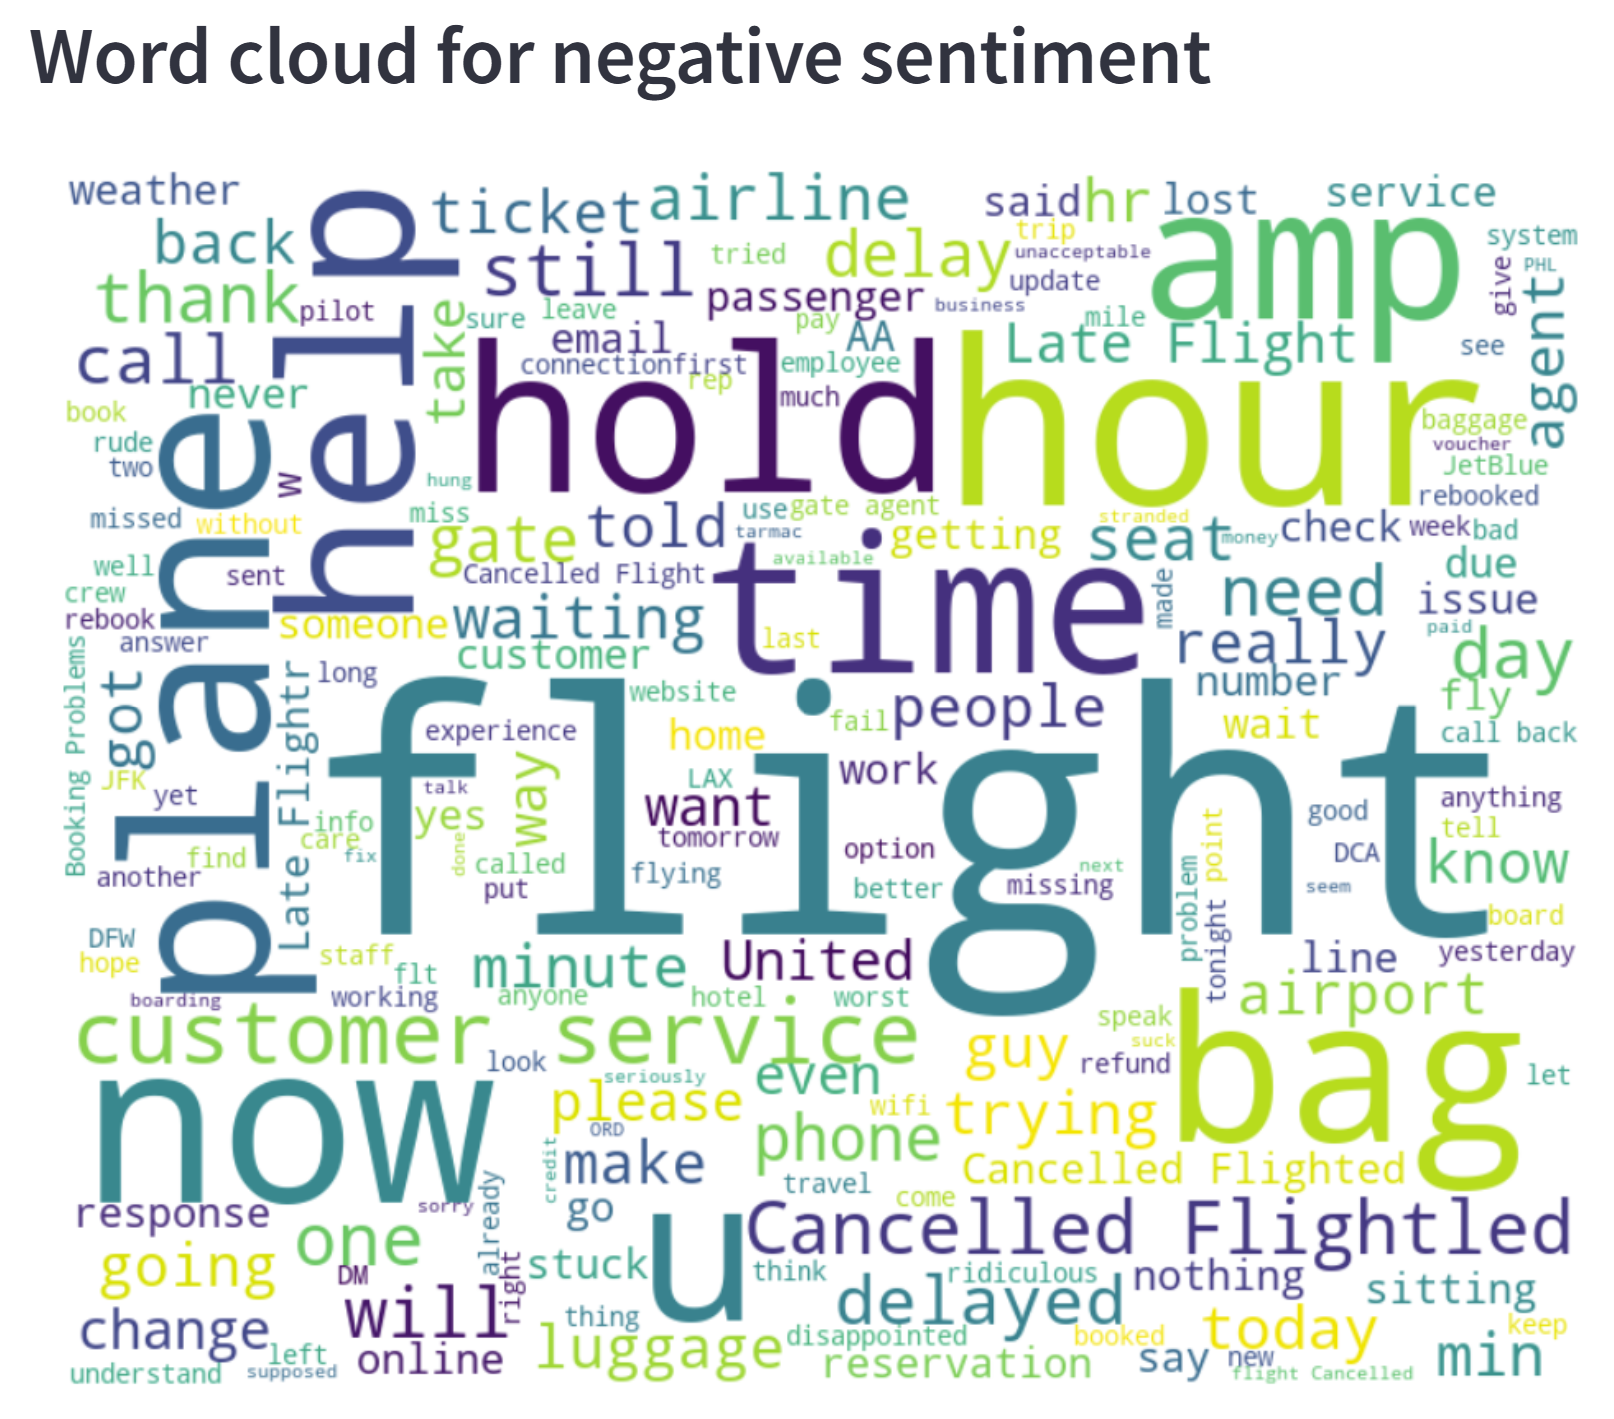 Word cloud for negative sentiment
weather
ticket
airline
said
hr
lost
service
back
help
still
tried
delay
trip
unacceptable
amp
system
thank
pilot
take
sure
leave
passenger
business
update
mile
give
PHL
agent
call
email
pay
AA
Late Flight
see
never
connectionfirst
rep
employee
much
hold
hour
book
baggage
rude
voucher
two
w
hung
JetBlue
plane
rebooked
missed
without
miss
gate
told
use
gate agent
tarmac
getting
stranded
seat
money
check
week
bad
well
sent
Cancelled Flight
available
time
made
need
due
crew
rebook
someone
waiting
last
really
issue
paid
answer
customer
day
Booking Problems
got
Late Flightr
long
website
people
number
fly
flight
experience
home
fail
wait
call back
JFK
yet
talk
way
LAX
work
want
good
anything
info
care
yes
tomorrow
option
point
tell
find
fix
done
called
DCA
know
another
put
flying
better
next
missing
problem
seem
tonight
board
DFW
hope
staff
flt
minute
United
line
yesterday
boarding
working
anyone
hotel
worst
airport
customer service
speak
bag
now
look
seriously
even
guy
suck
refund
let
please
wifi
trying
ORD
phone
credit
make
travel
Cancelled Flighted
response
sorry
already
go
come
Cancelled Flightled
one
u
going
DM
right
stuck
think
ridiculous
nothing
sitting
change
will
thing
delayed
today
keep
left
online
luggage
disappointed
booked
understand
supposed
reservation
say
new
flight Cancelled
min